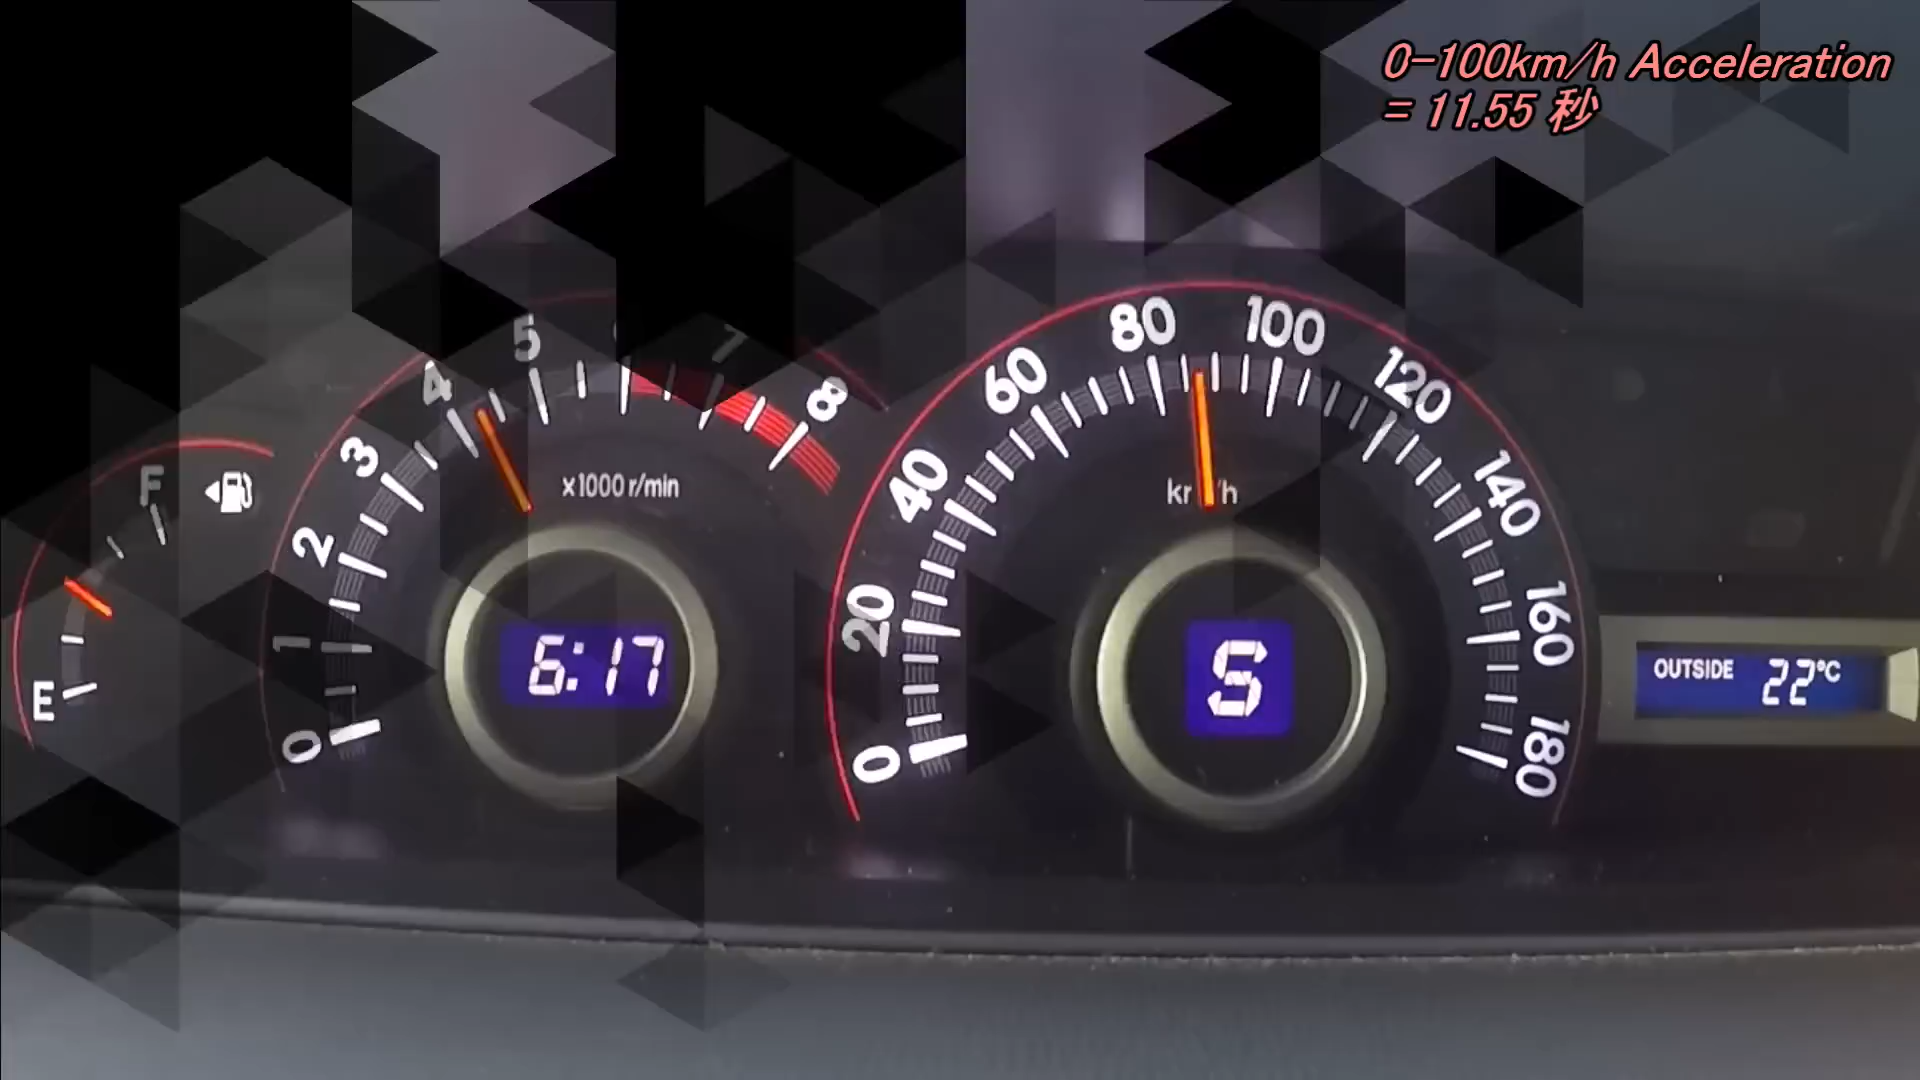 0-100km/h Acceleration
= 11.55 秒
F
E
0
1
2
3
4
5
7
8
x1000 r/min
6:17
0
20
40
60
80
100
120
140
160
180
S
OUTSIDE 22°C